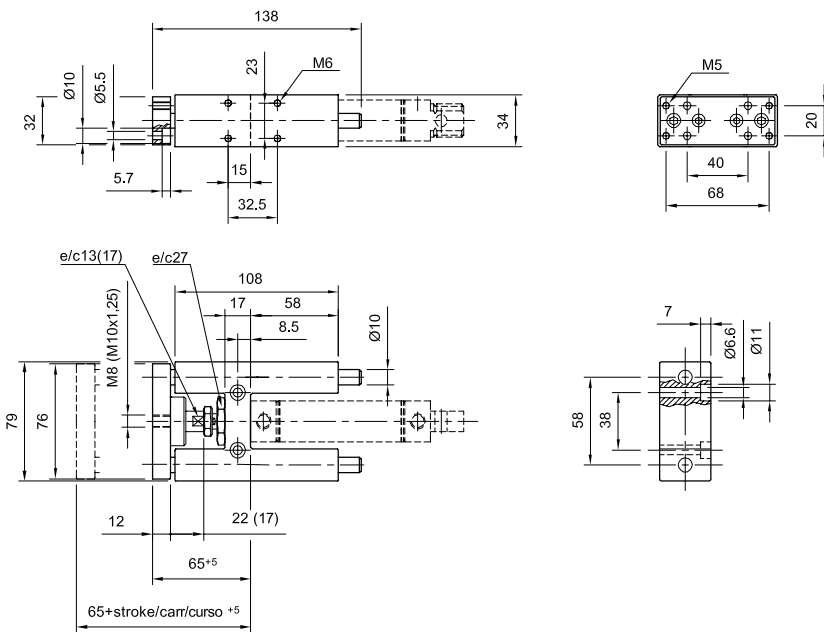 138
23
M6
Ø10
Ø5.5
32
34
5.7
15
32.5
M5
20
40
68
e/c13(17)
e/c27
108
17
58
8.5
Ø10
M8 (M10x1,25)
79
76
12
22 (17)
65+5
65+stroke/carr/curso +5
7
Ø6.6
Ø11
58
38